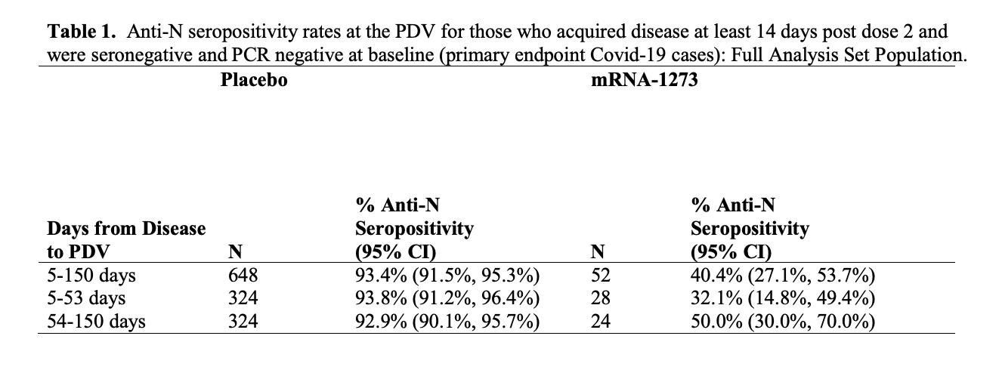 Table 1. Anti-N seropositivity rates at the PDV for those who acquired disease at least 14 days post dose 2 and
were seronegative and PCR negative at baseline (primary endpoint Covid-19 cases): Full Analysis Set Population.
Placebo mRNA-1273
% Anti-N % Anti-N
Days from Disease Seropositivity Seropositivity
to PDV N (95% CI) N (95% CI)
5-150 days 648 93.4% (91.5%, 95.3%) 52 40.4% (27.1%, 53.7%)
5-53 days 324 93.8% (91.2%, 96.4%) 28 32.1% (14.8%, 49.4%)
54-150 days 324 92.9% (90.1%, 95.7%) 24 50.0% (30.0%, 70.0%)